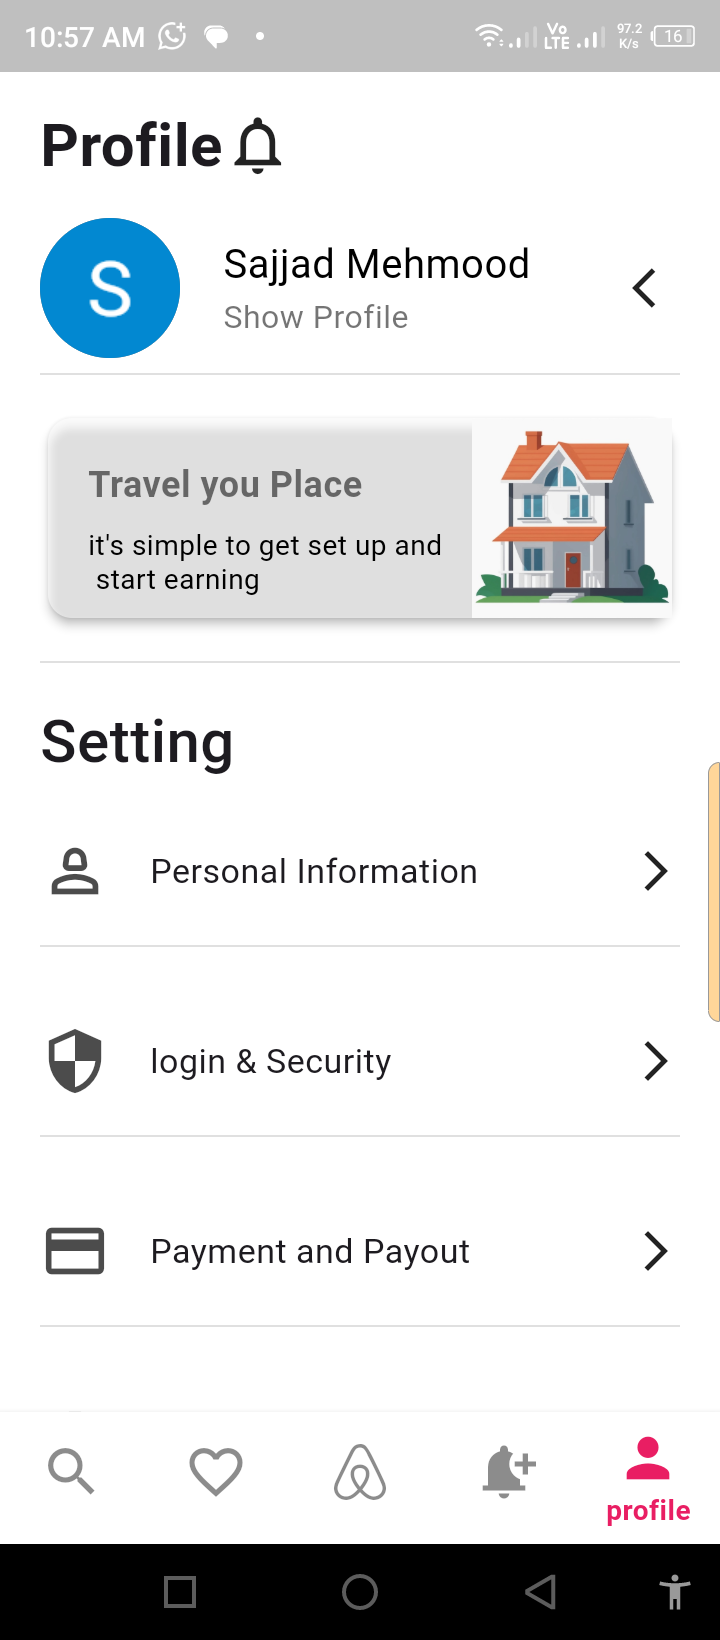 10:57 AM
Vo
LTE
97.2
K/s
16
Profile
S
Sajjad Mehmood
Show Profile
Travel you Place
it's simple to get set up and
start earning
Setting
Personal Information
login & Security
Payment and Payout
profile